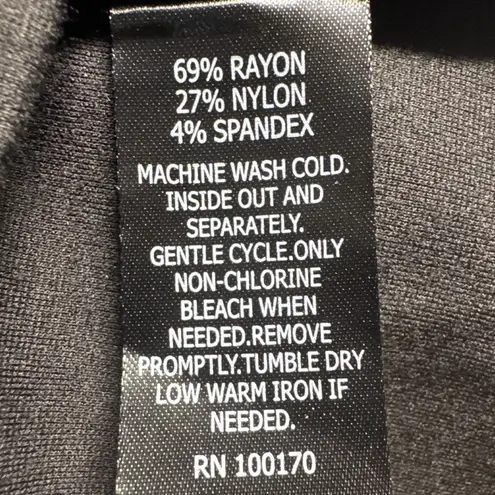 69% RAYON
27% NYLON
4% SPANDEX
MACHINE WASH COLD.
INSIDE OUT AND
SEPARATELY.
GENTLE CYCLE.ONLY
NON-CHLORINE
BLEACH WHEN
NEEDED.REMOVE
PROMPTLY.TUMBLE DRY
LOW WARM IRON IF
NEEDED.
RN 100170